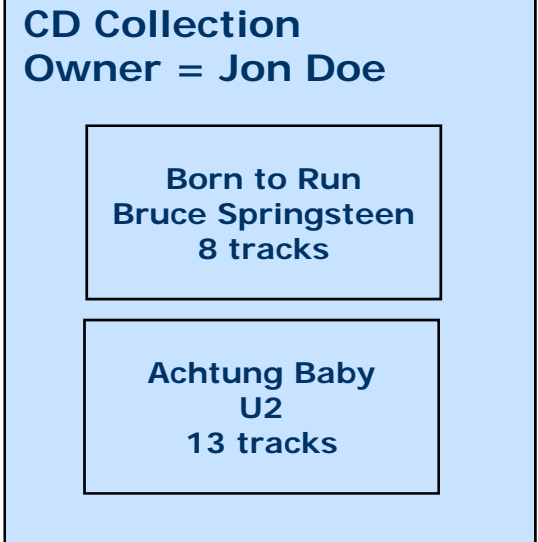 CD Collection
Owner = Jon Doe
Born to Run
Bruce Springsteen
8 tracks
Achtung Baby
U2
13 tracks